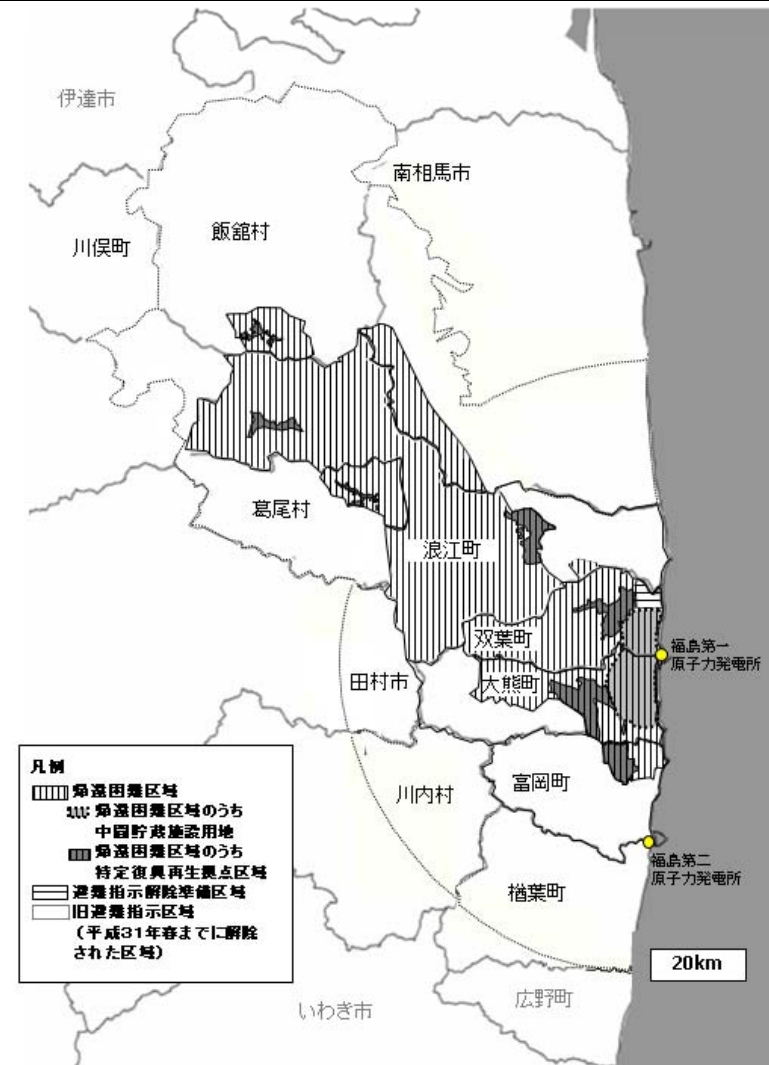 伊達市
南相馬市
飯舘村
川俣町
葛尾村
浪江町
双葉町
福島第一
原子力発電所
大熊町
田村市
富岡町
川内村
福島第二
原子力発電所
楢葉町
20km
広野町
いわき市
凡例
帰還困難区域
帰還困難区域のうち
中間貯蔵施設用地
帰還困難区域のうち
特定復興再生拠点区域
避難指示解除準備区域
旧避難指示区域
(平成31年春までに解除
された区域)